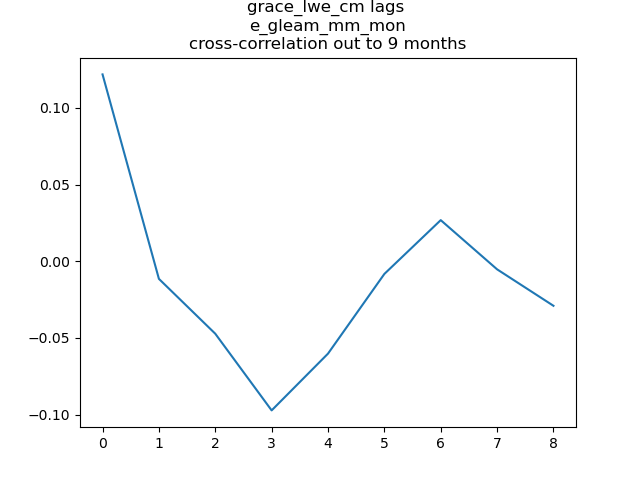 grace_lwe_cm lags
e_gleam_mm_mon
cross-correlation out to 9 months
0.10
0.05
0.00
−0.05
−0.10
0 1 2 3 4 5 6 7 8